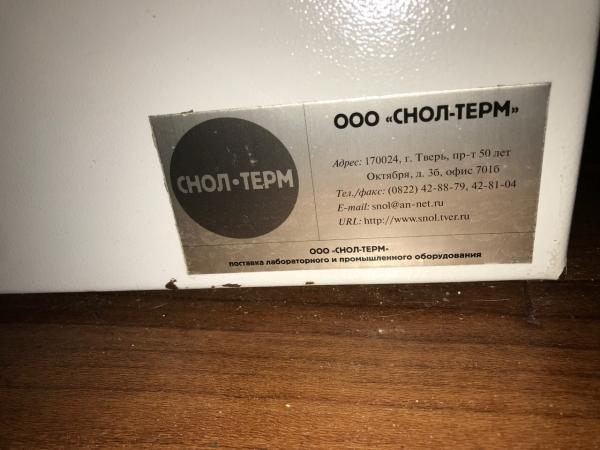 СНОЛ•ТЕРМ
ООО «СНОЛ-ТЕРМ»
Адрес: 170024, г. Тверь, пр-т 50 лет
Октября, д. 3б, офис 701б
Тел./факс: (0822) 42-88-79, 42-81-04
E-mail: snol@an-net.ru
URL: http://www.snol.tver.ru
ООО «СНОЛ-ТЕРМ»
поставка лабораторного и промышленного оборудования